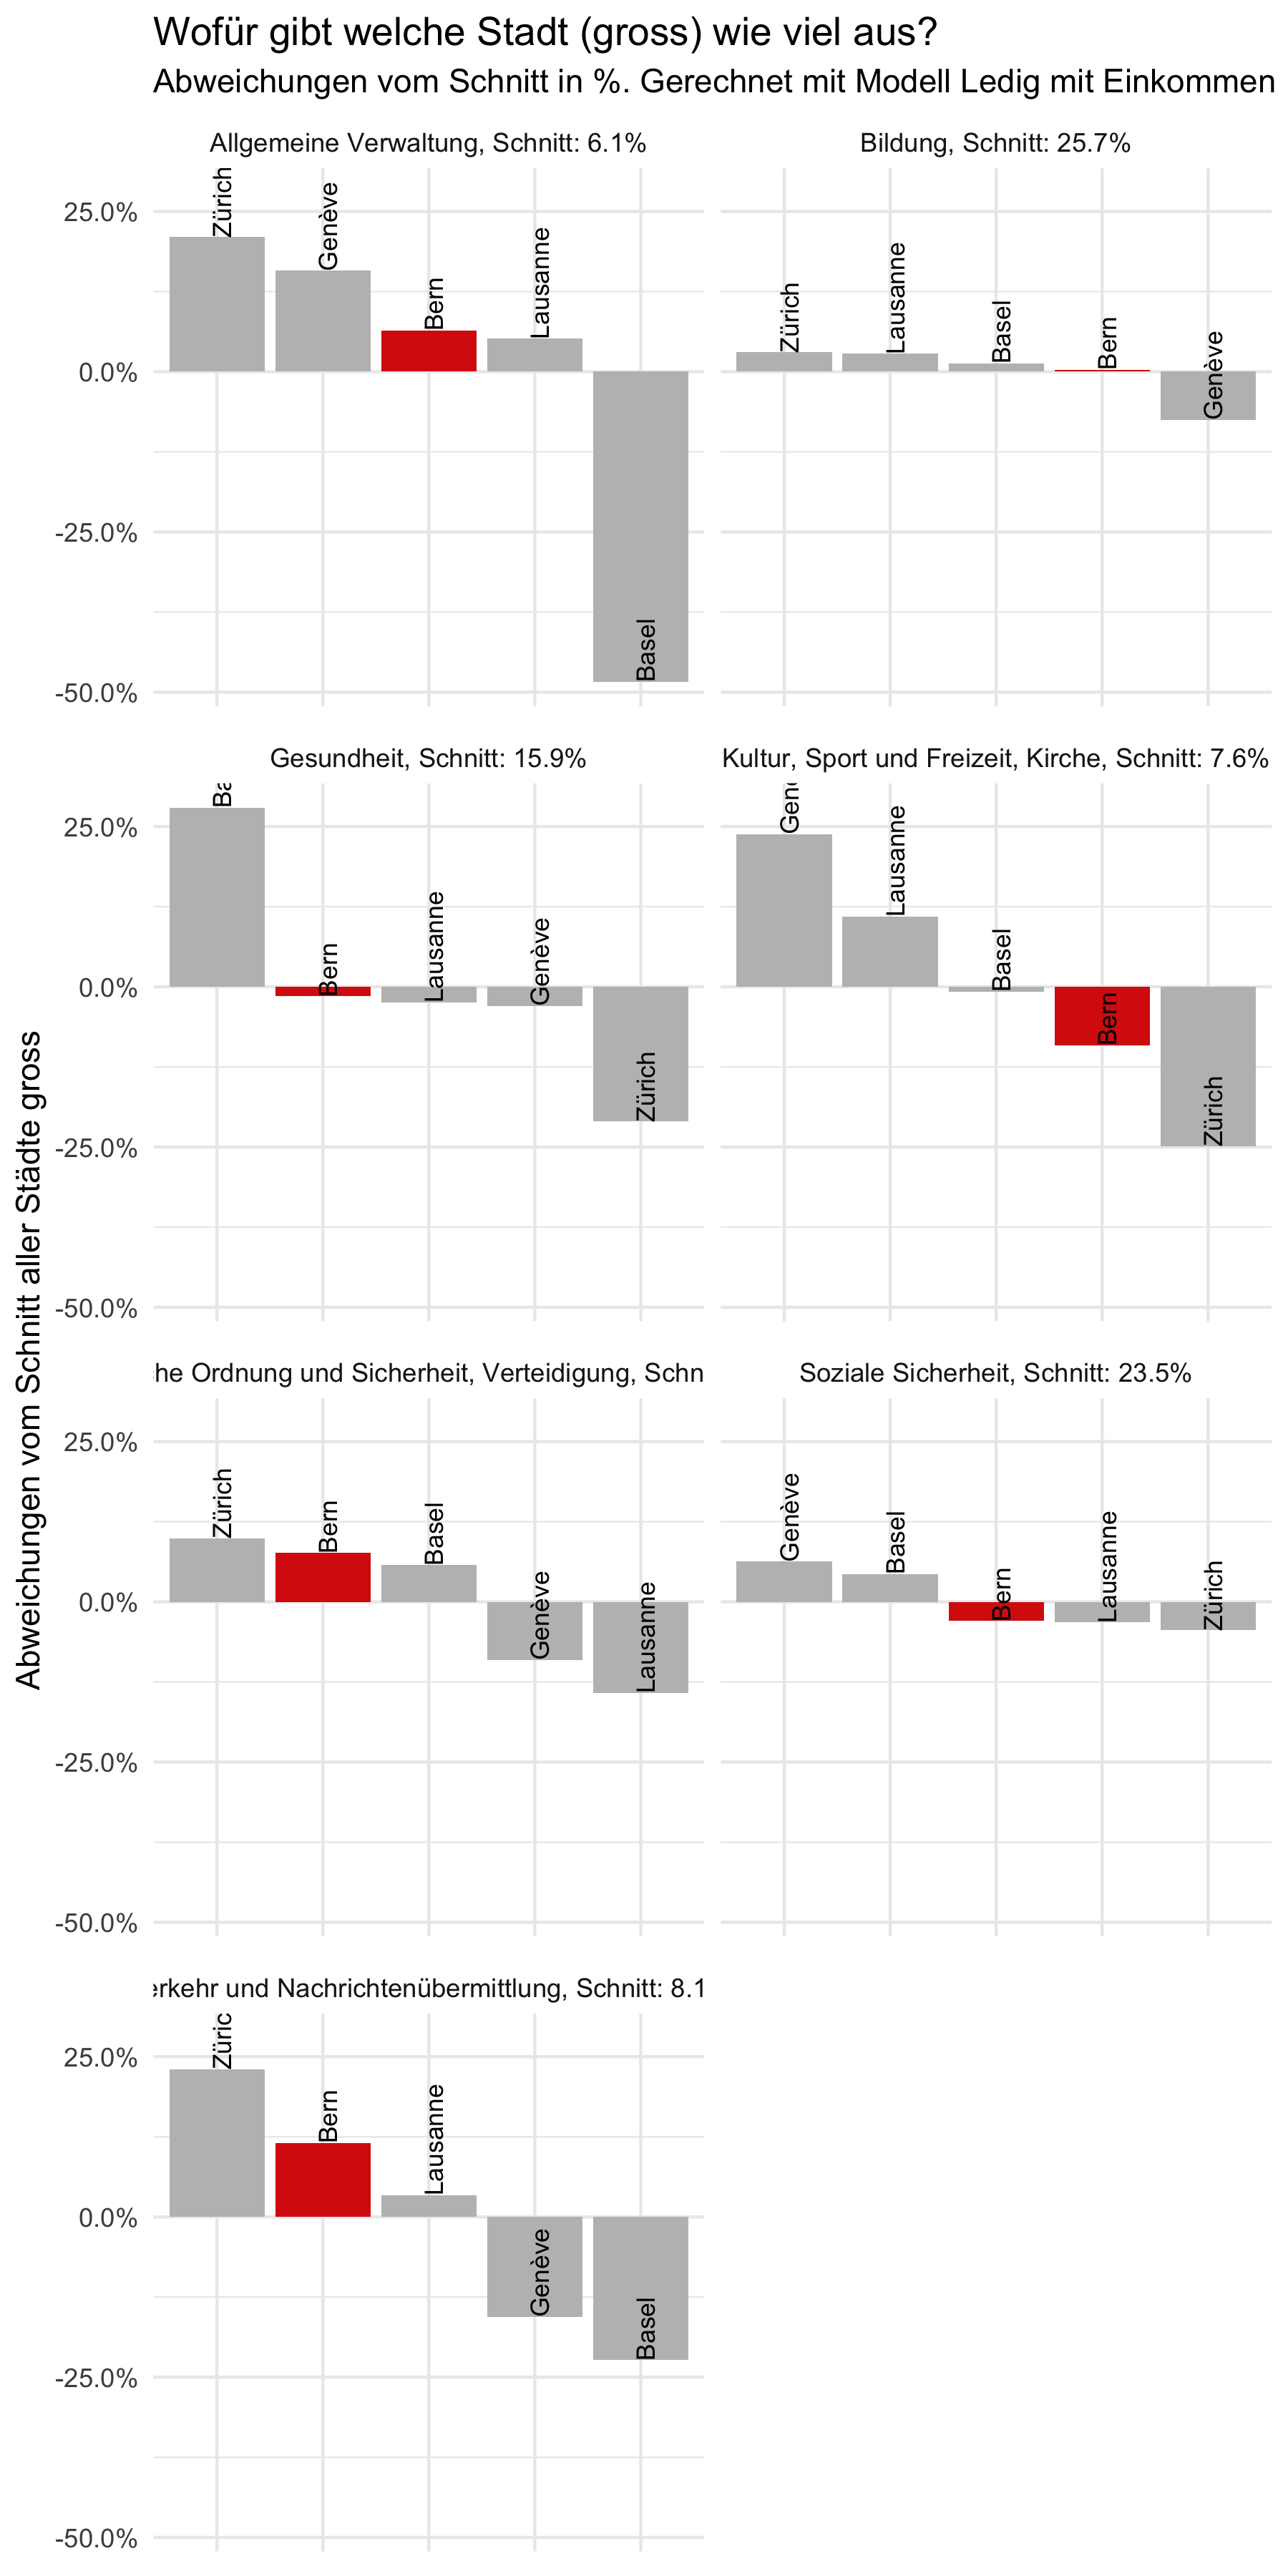 Wofür gibt welche Stadt (gross) wie viel aus?
Abweichungen vom Schnitt in %. Gerechnet mit Modell Ledig mit Einkommen
Abweichungen vom Schnitt aller Städte gross
Allgemeine Verwaltung, Schnitt: 6.1%
25.0%
0.0%
-25.0%
-50.0%
Zürich
Genève
Bern
Lausanne
Basel
Bildung, Schnitt: 25.7%
Zürich
Lausanne
Basel
Bern
Genève
Gesundheit, Schnitt: 15.9%
25.0%
0.0%
-25.0%
-50.0%
Ba
Bern
Lausanne
Genève
Zürich
Kultur, Sport und Freizeit, Kirche, Schnitt: 7.6%
Gen
Lausanne
Basel
Bern
Zürich
che Ordnung und Sicherheit, Verteidigung, Schn
25.0%
0.0%
-25.0%
-50.0%
Zürich
Bern
Basel
Genève
Lausanne
Soziale Sicherheit, Schnitt: 23.5%
Genève
Basel
Bern
Lausanne
Zürich
erkehr und Nachrichtenübermittlung, Schnitt: 8.1
25.0%
0.0%
-25.0%
-50.0%
Züric
Bern
Lausanne
Genève
Basel